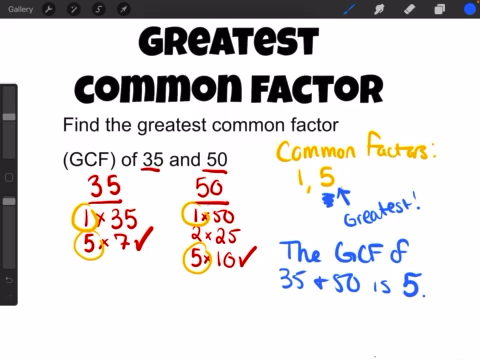 Gallery
GREATEST
COMMON FACTOR
Find the greatest common factor
(GCF) of 35 and 50
35
1 x 35
5 x 7 ✓
50
1 x 50
2 x 25
5 x 10 ✓
Common Factors:
1, 5
Greatest!
The GCF of
35 + 50 is 5.